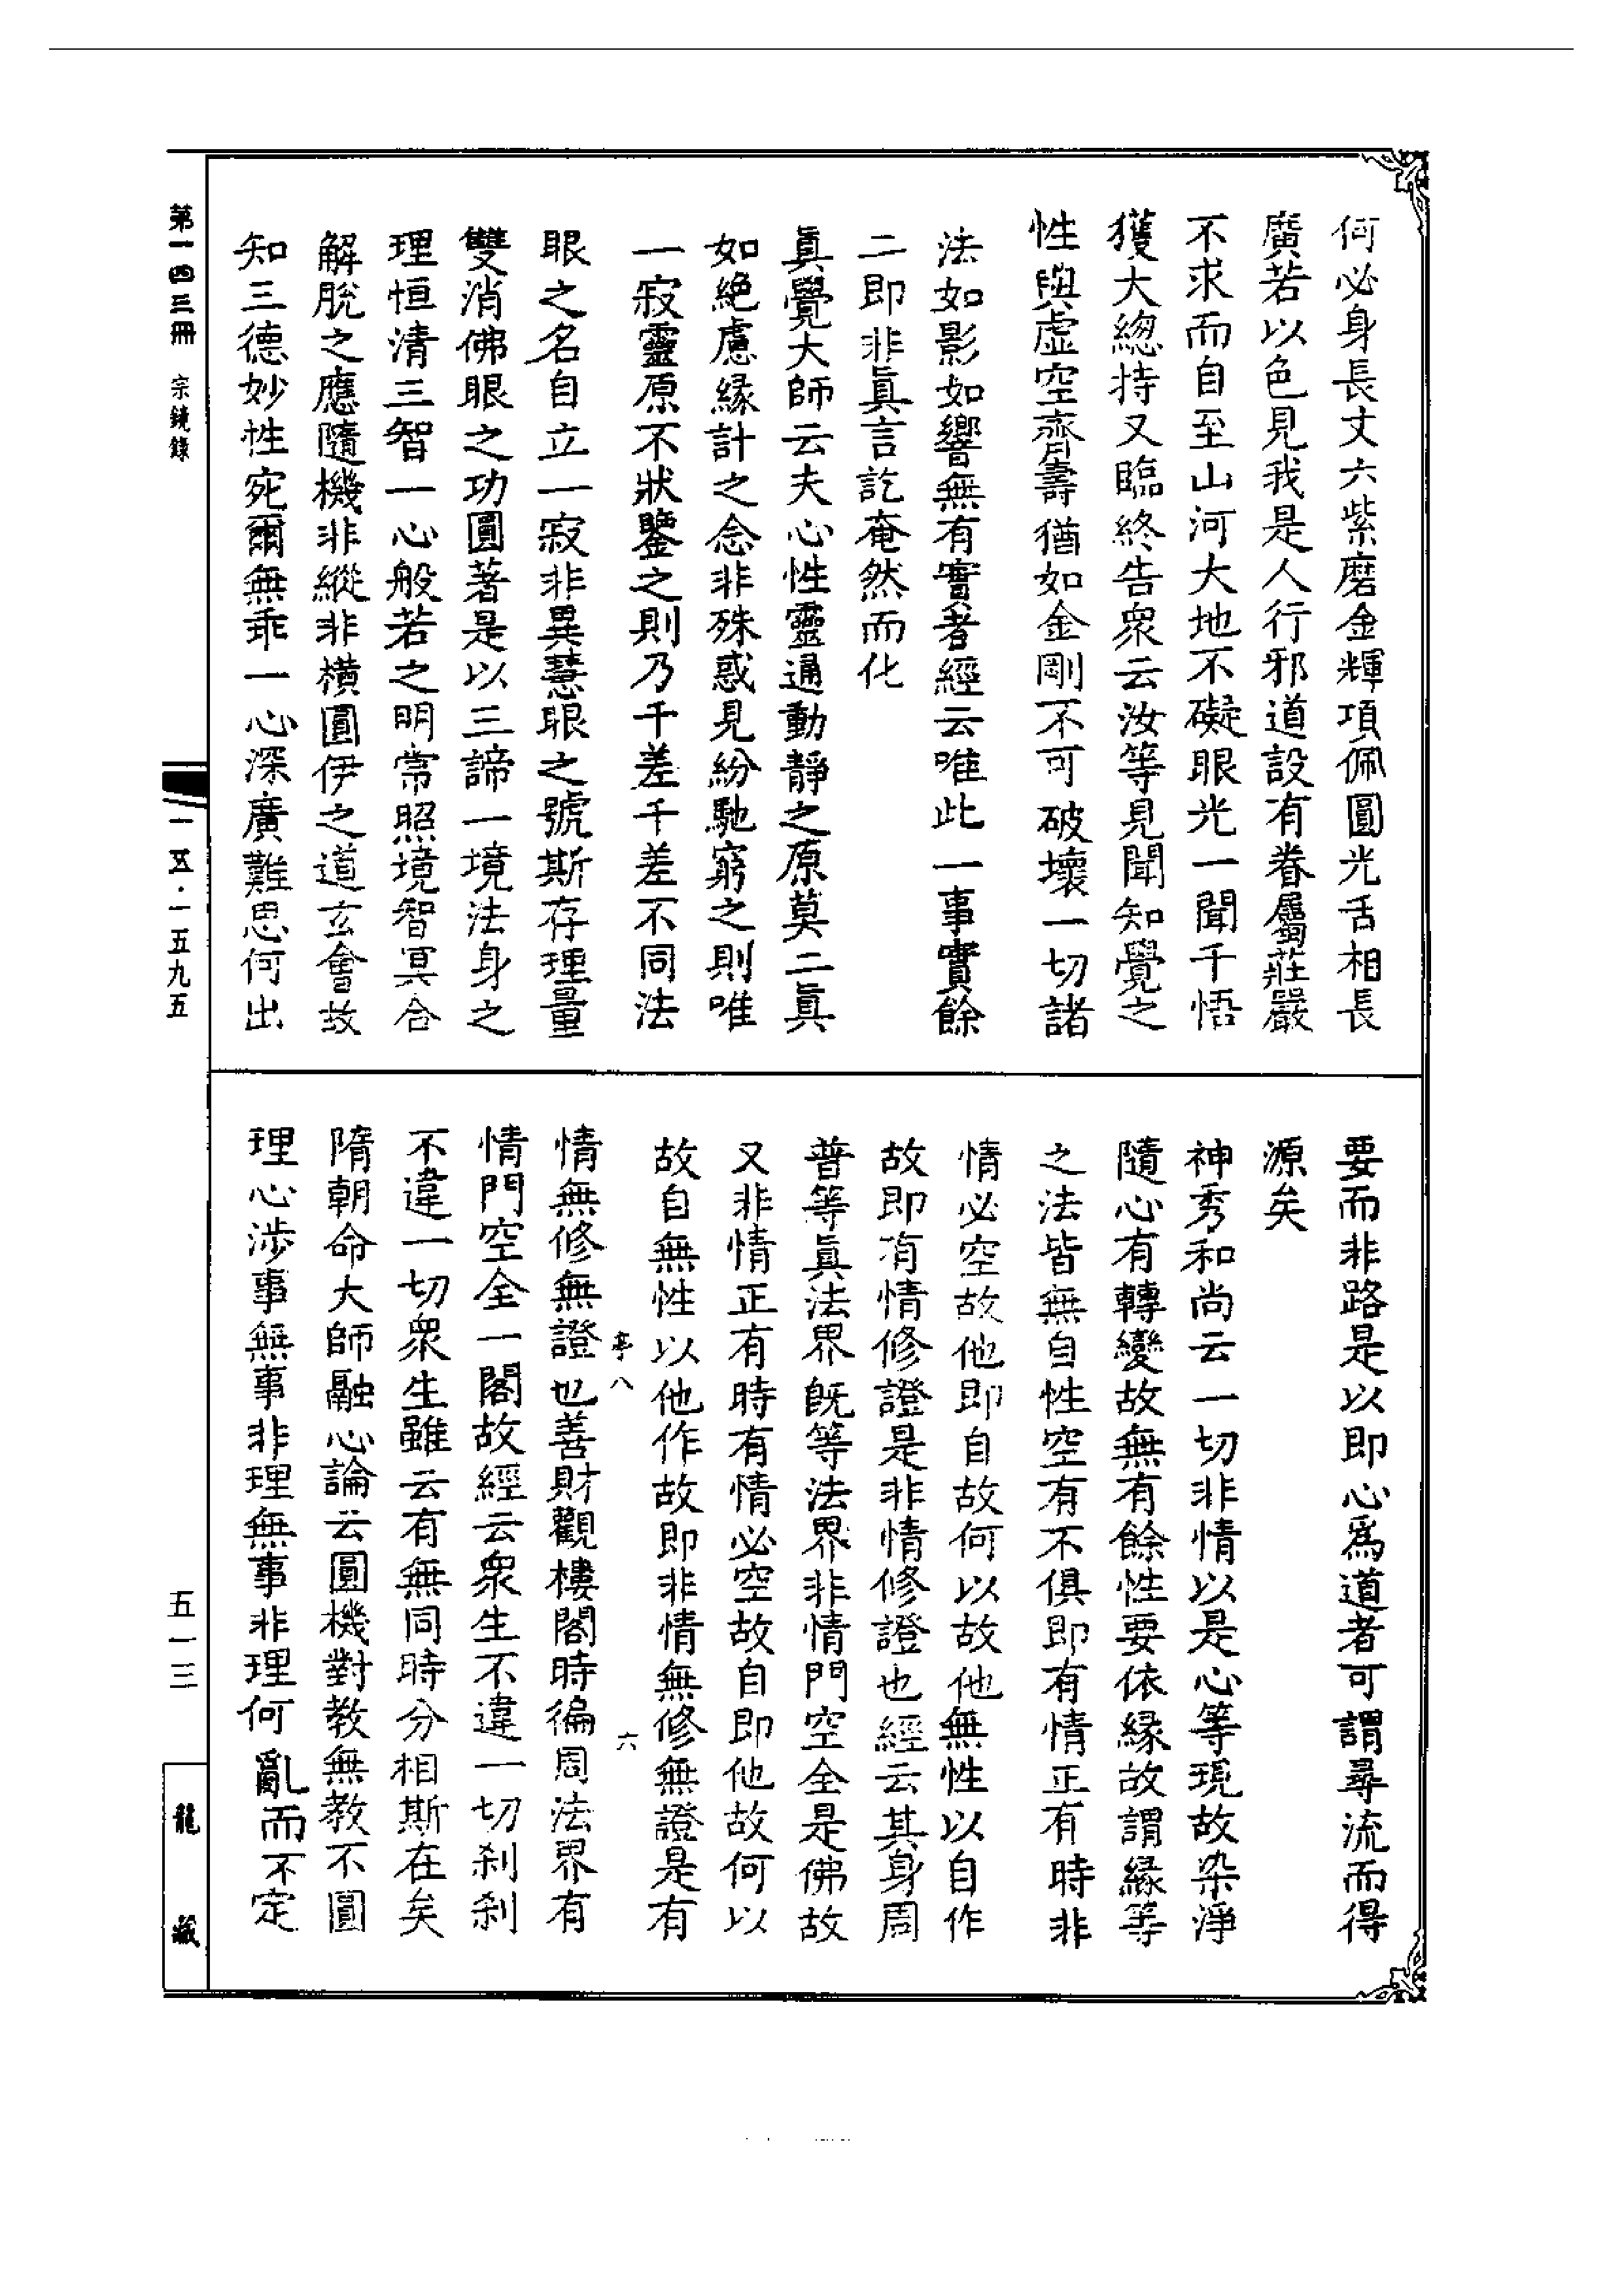 何必身長丈六紫磨金輝項佩圓光舌相長
廣若以色見我是人行邪道設有眷屬莊嚴
不求而自至山河大地不礙眼光一聞千悟
獲大總持又臨終告衆云汝等見聞知覺之
性與虛空齊壽猶如金剛不可破壞一切諸
法如影如響無有實者經云唯此一事實餘
二即非眞言訖奄然而化
眞覺大師云夫心性靈通動靜之原莫二眞
如絶慮緣計之念非殊惑見紛馳窮之則唯
一寂靈原不狀鑒之則乃千差千差不同法
眼之名自立一寂非異慧眼之號斯存理量
雙消佛眼之功圓著是以三諦一境法身之
理恒清三智一心般若之明常照境智冥合
解脫之應隨機非縱非橫圓伊之道玄會故
知三德妙性宛爾無乖一心深廣難思何出
要而非路是以即心爲道者可謂尋流而得
源矣
神秀和尚云一切非情以是心等現故染淨
隨心有轉變故無有餘性要依緣故謂緣等
之法皆無自性空有不俱即有情正有時非
情必空故他即自故何以故他無性以自作
故即有情修證是非情修證也經云其身周
普等眞法界旣等法界非情門空全是佛故
又非情正有時有情必空故自即他故何以
故自無性以他作故即非情無修無證是有
亭八 六
情無修無證也善財觀樓閣時徧周法界有
情門空全一閣故經云衆生不違一切刹刹
不違一切衆生雖云有無同時分相斯在矣
隋朝命大師融心論云圓機對教無教不圓
理心涉事無事非理無事非理何亂而不定
第一四三冊 宗鏡錄
一五·一五九五
五一三
龍藏